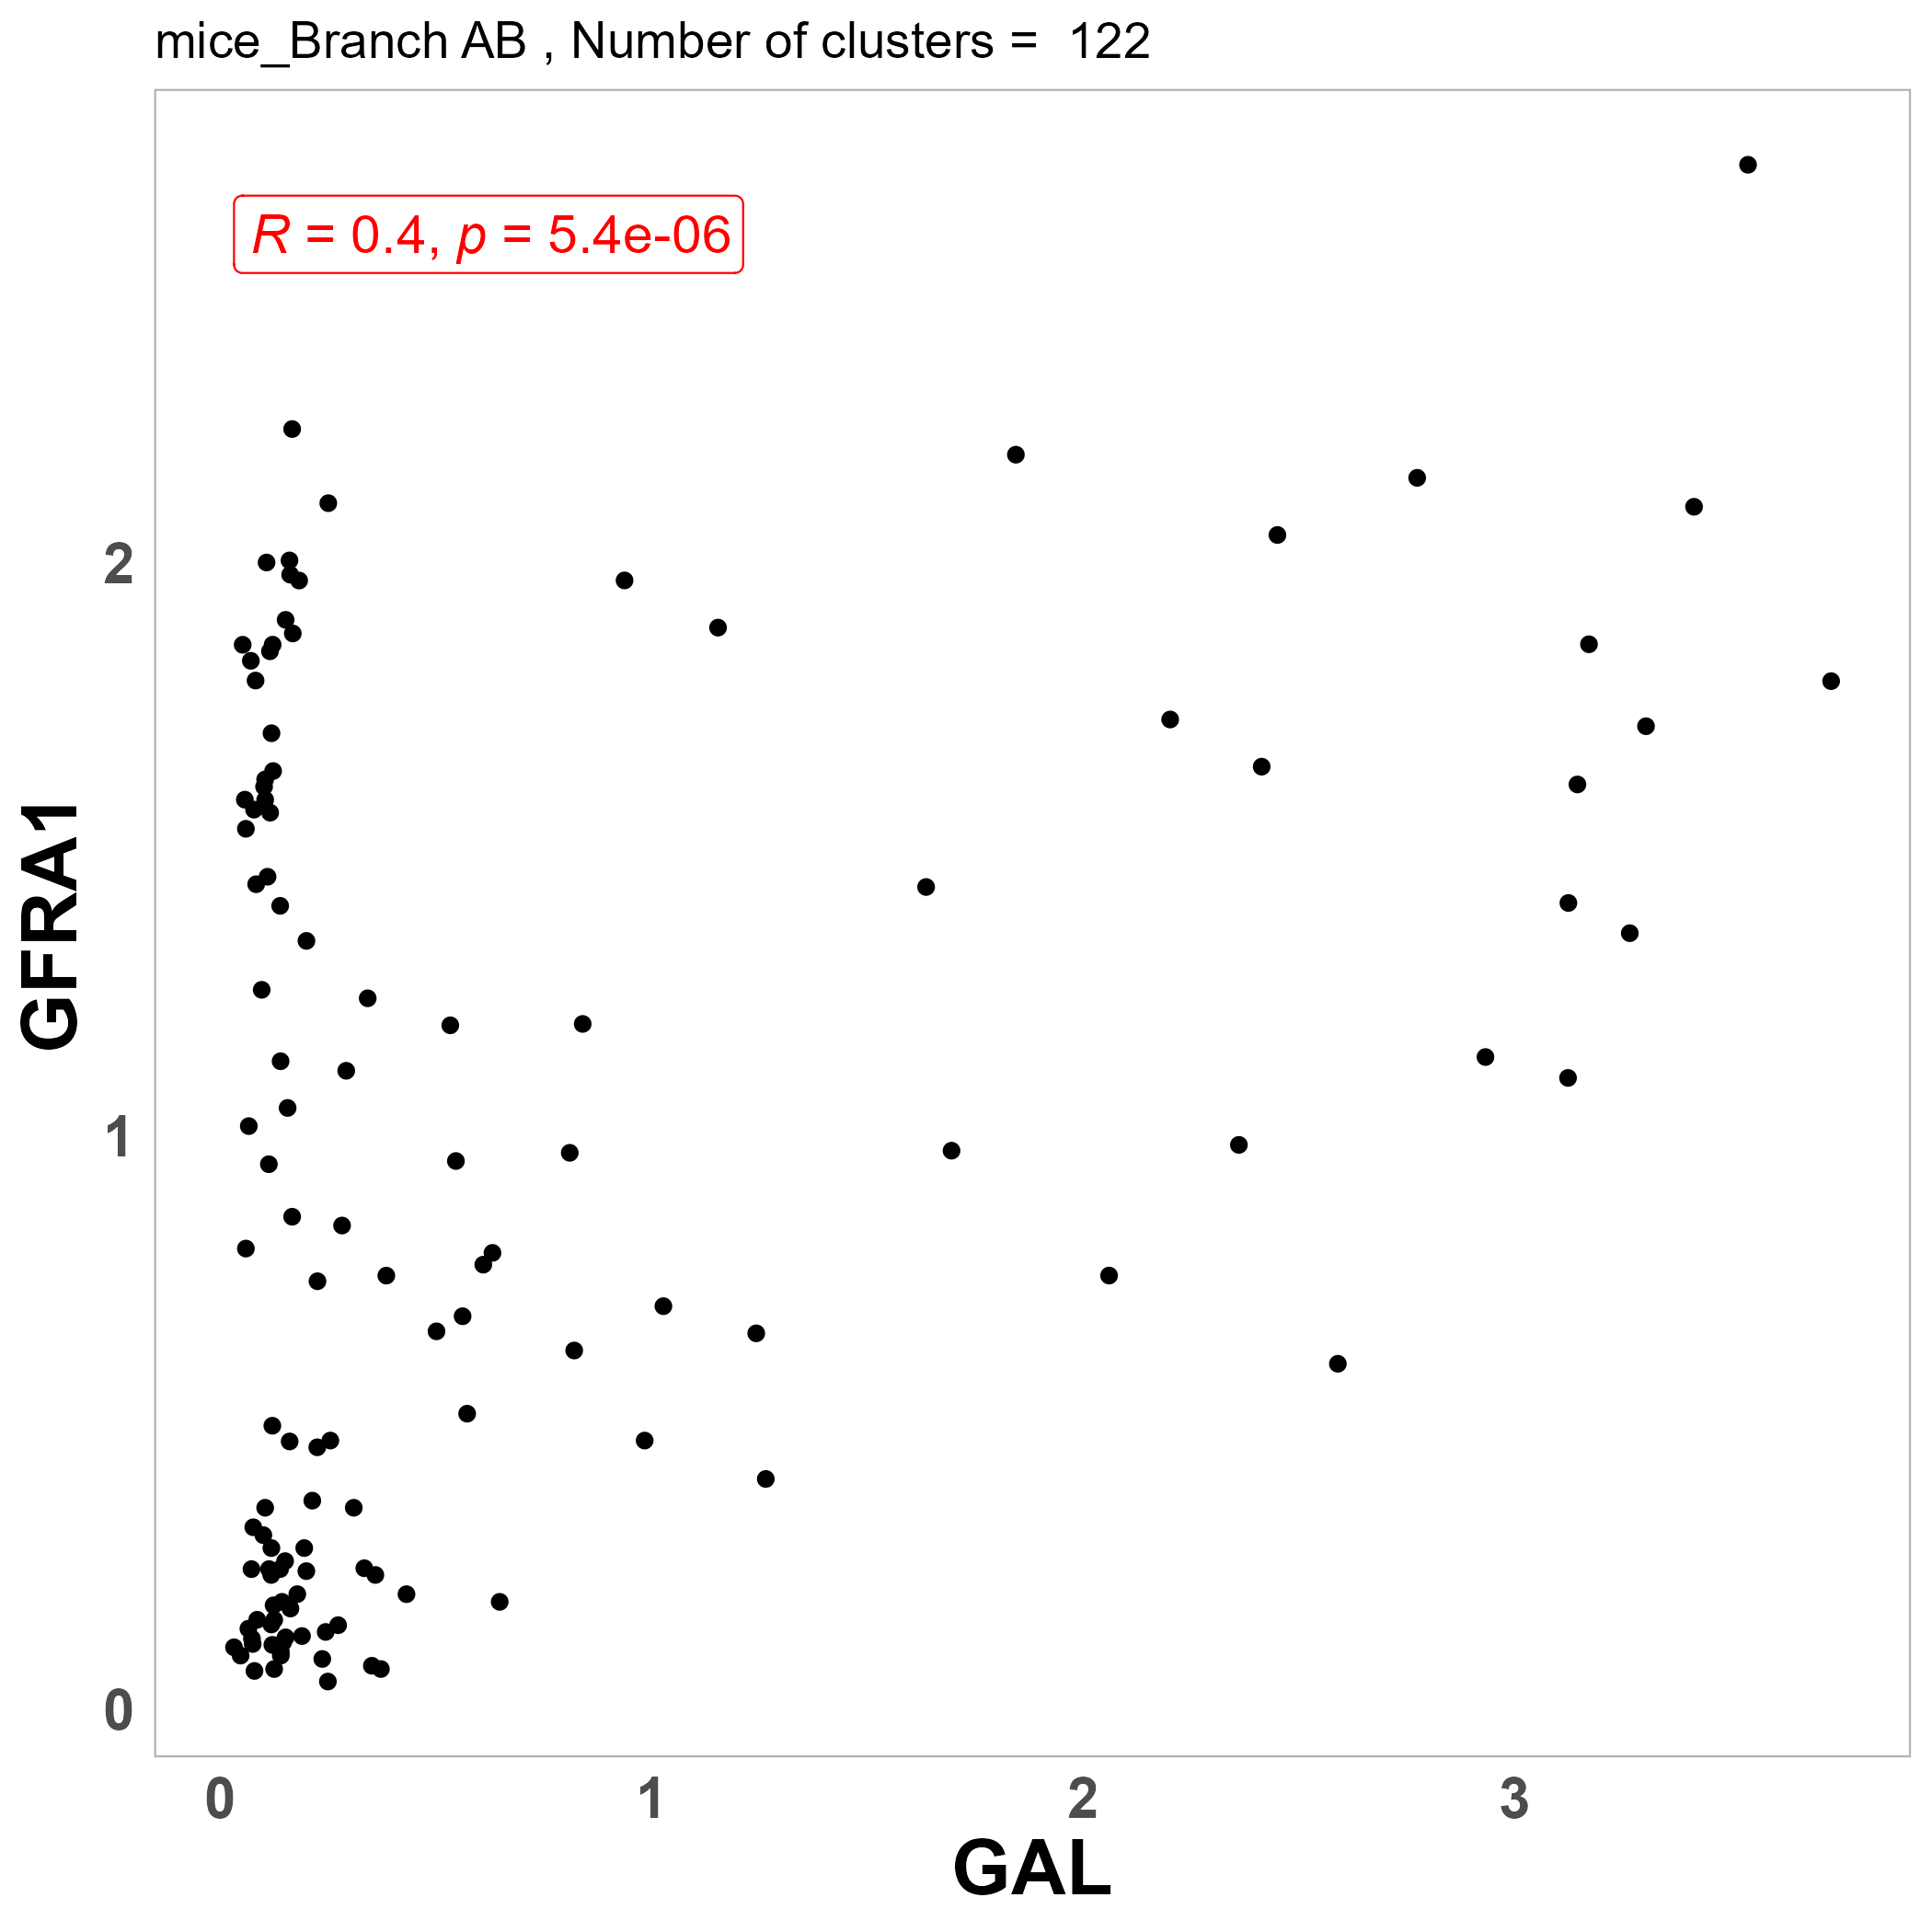 mice_Branch AB , Number of clusters =  122
R = 0.4, p = 5.4e-06
GFRA1
2
1
0
0 1 2 3
GAL